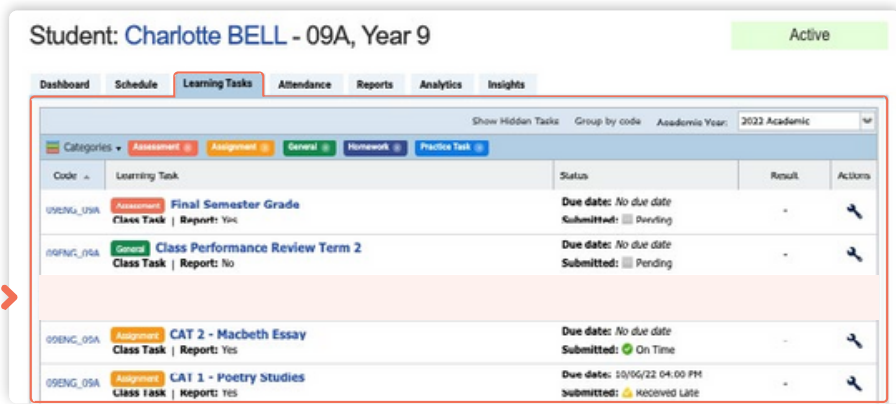 Student: Charlotte BELL - 09A, Year 9
Active
Dashboard Schedule Learning Tasks Attendance Reports Analytics Insights
Show Hidden Tasks Group by code Academic Year: 2022 Academic
Categories Assessment Assignment General Homework Practice Task
Code Learning Task Status Result Actions
09ENG_09A Assessment Final Semester Grade Due date: No due date -
Class Task | Report: Yes Submitted: Pending
09ENG_09A General Class Performance Review Term 2 Due date: No due date -
Class Task | Report: No Submitted: Pending
09ENG_09A Assignment CAT 2 - Macbeth Essay Due date: No due date -
Class Task | Report: Yes Submitted: On Time
09ENG_09A Assignment CAT 1 - Poetry Studies Due date: 10/06/22 04:00 PM -
Class Task | Report: Yes Submitted: Received Late